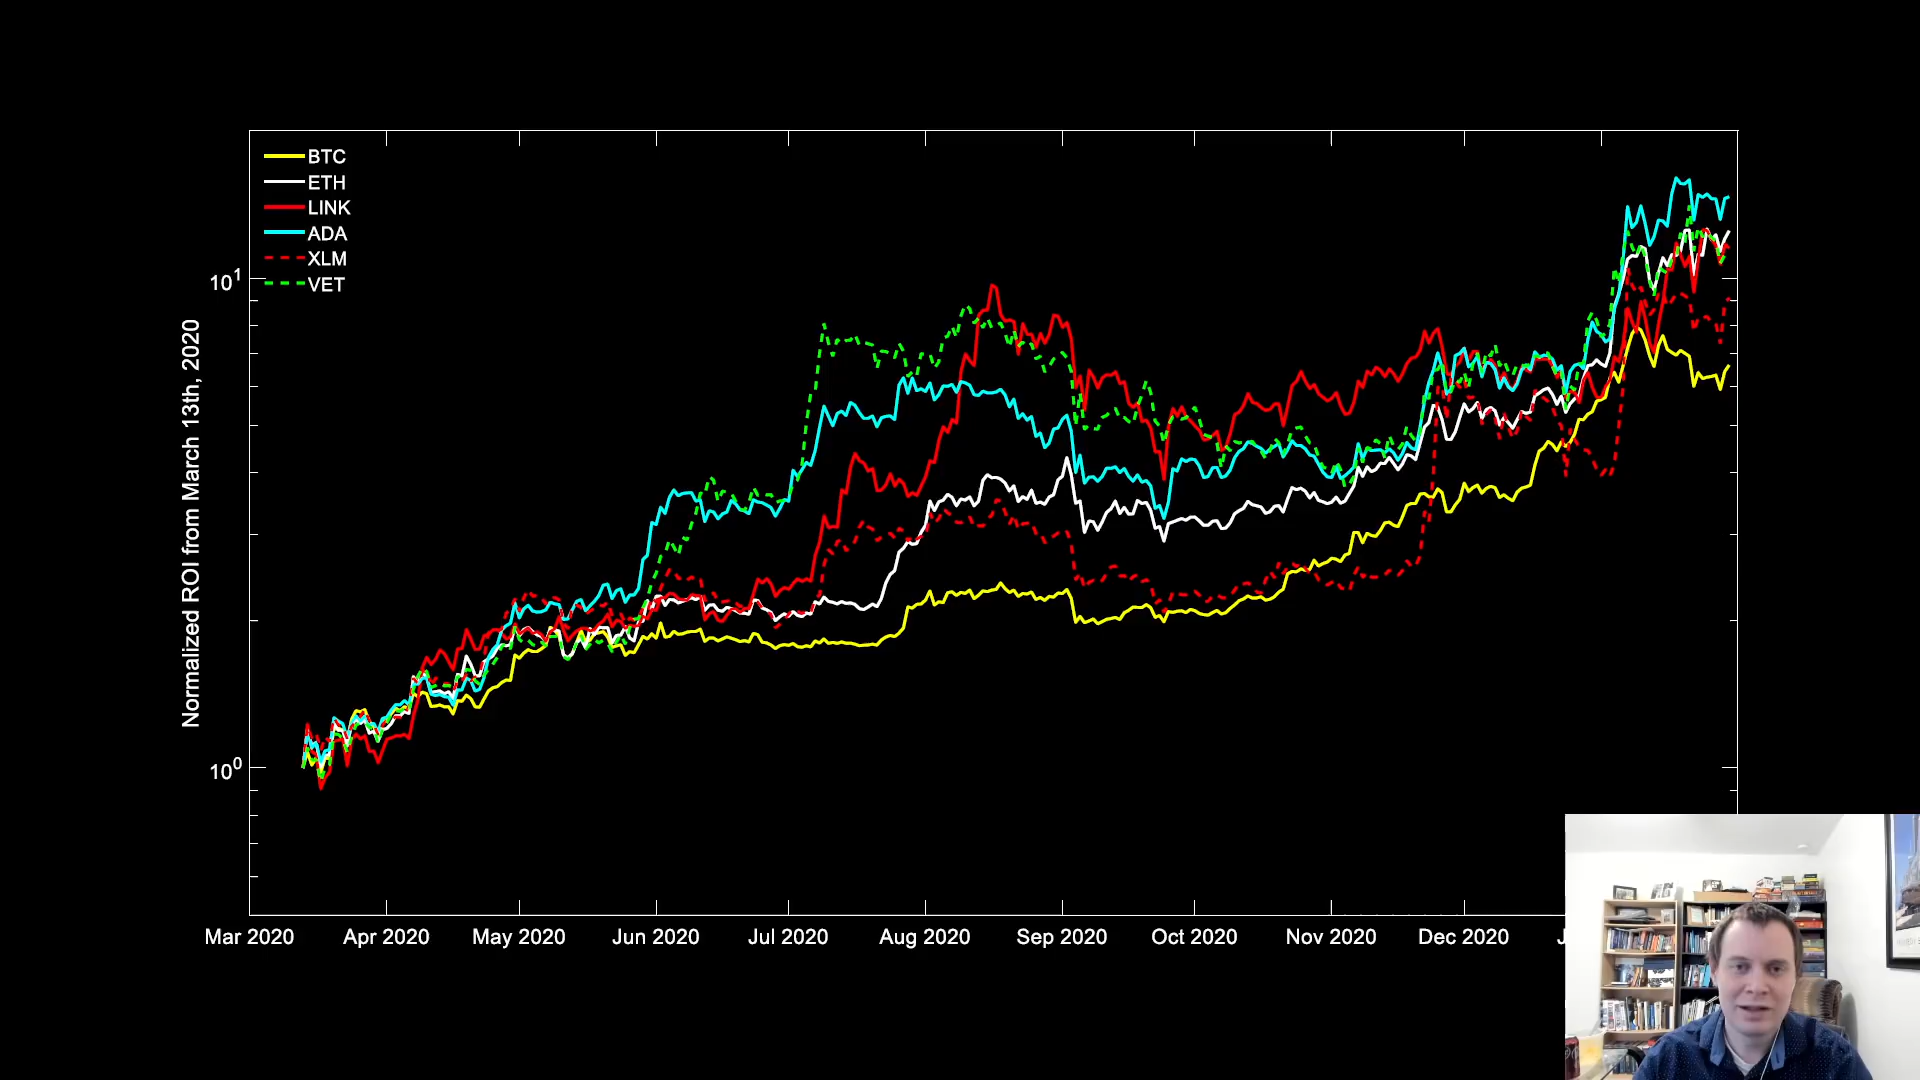 BTC
ETH
LINK
ADA
XLM
VET
10¹
10⁰
Normalized ROI from March 13th, 2020
Mar 2020 Apr 2020 May 2020 Jun 2020 Jul 2020 Aug 2020 Sep 2020 Oct 2020 Nov 2020 Dec 2020